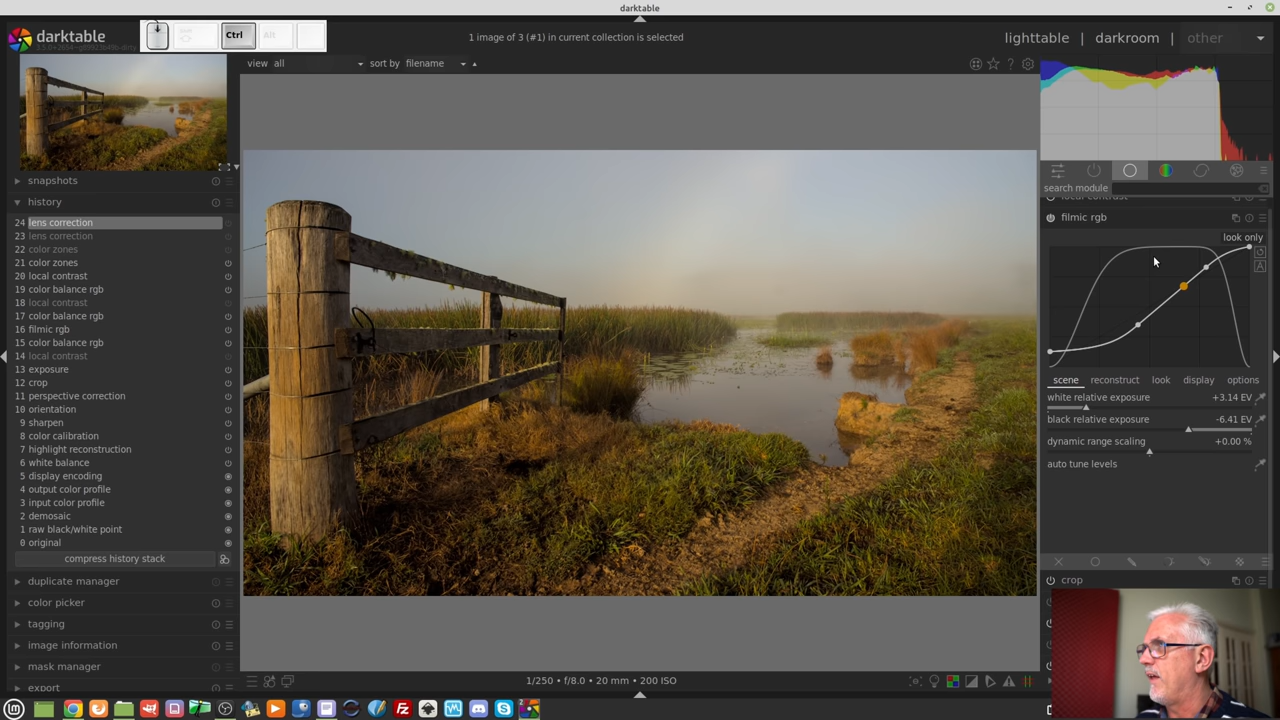 darktable
darktable
Ctrl
Alt
1 image of 3 (#1) in current collection is selected
lighttable | darkroom | other
view all
sort by filename
snapshots
history
24 lens correction
23 lens correction
22 color zones
21 color zones
20 local contrast
19 color balance rgb
18 local contrast
17 color balance rgb
16 filmic rgb
15 color balance rgb
14 local contrast
13 exposure
12 crop
11 perspective correction
10 orientation
9 sharpen
8 color calibration
7 highlight reconstruction
6 white balance
5 display encoding
4 output color profile
3 input color profile
2 demosaic
1 raw black/white point
0 original
compress history stack
duplicate manager
color picker
tagging
image information
mask manager
export
1/250 • f/8.0 • 20 mm • 200 ISO
search module
local contrast
filmic rgb
look only
scene reconstruct look display options
white relative exposure +3.14 EV
black relative exposure -6.41 EV
dynamic range scaling +0.00 %
auto tune levels
crop